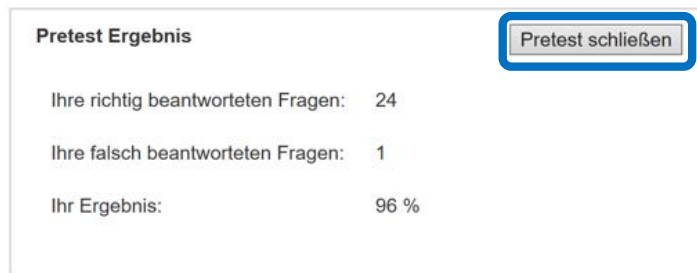 Pretest Ergebnis
Pretest schließen
Ihre richtig beantworteten Fragen: 24
Ihre falsch beantworteten Fragen: 1
Ihr Ergebnis: 96 %